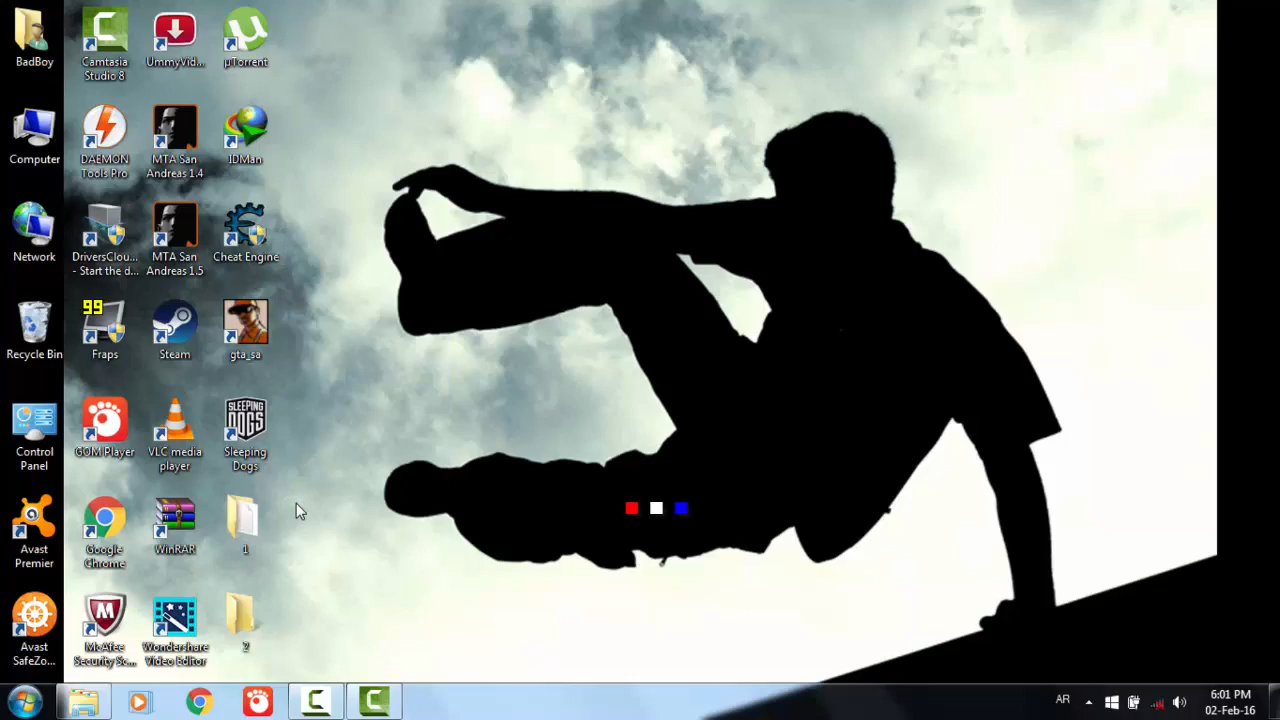 BadBoy
Camtasia
Studio 8
UmmyVid...
µTorrent
Computer
DAEMON
Tools Pro
MTA San
Andreas 1.4
IDMan
Network
DriversClou...
- Start the d...
MTA San
Andreas 1.5
Cheat Engine
99
Recycle Bin
Fraps
Steam
gta_sa
SLEEPING
DOGS
Control
Panel
GOM Player
VLC media
player
Sleeping
Dogs
Avast
Premier
Google
Chrome
WinRAR
1
Avast
SafeZo...
McAfee
Security Sc...
Wondershare
Video Editor
2
AR
6:01 PM
02-Feb-16